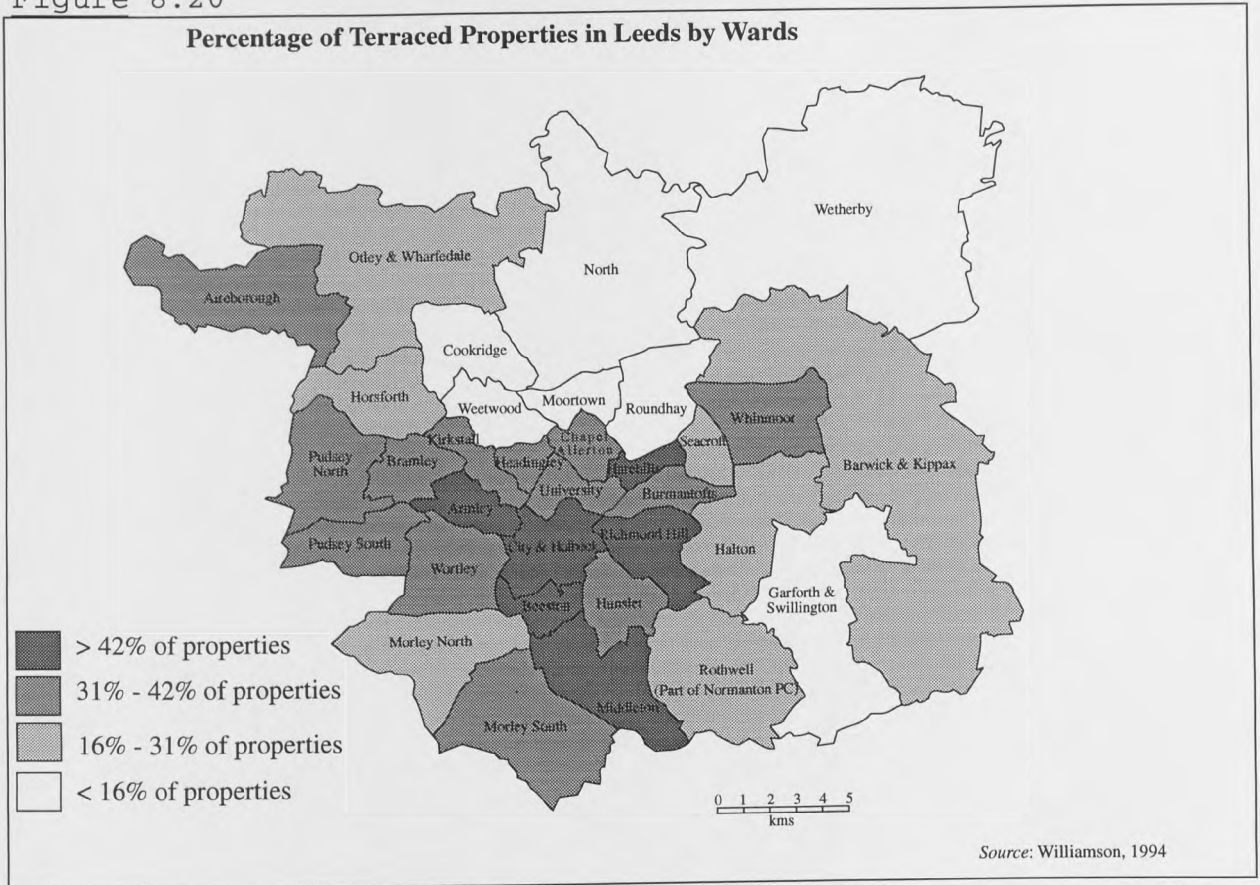 Figure 8.20
Percentage of Terraced Properties in Leeds by Wards
Wetherby
North
Otley & Wharfedale
Aireborough
Cookridge
Horsforth
Weetwood
Moortown
Roundhay
Whinmoor
Seacroft
Kirkstall
Chapel
Allerton
Pudsey
North
Bramley
Headingley
Harehills
Barwick & Kippax
University
Burmantofts
Armley
Richmond Hill
Pudsey South
City & Holbeck
Halton
Wortley
Beeston
Hunslet
Garforth &
Swillington
Morley North
Rothwell
(Part of Normanton PC)
Middleton
Morley South
> 42% of properties
31% - 42% of properties
16% - 31% of properties
< 16% of properties
0 1 2 3 4 5
kms
Source: Williamson, 1994